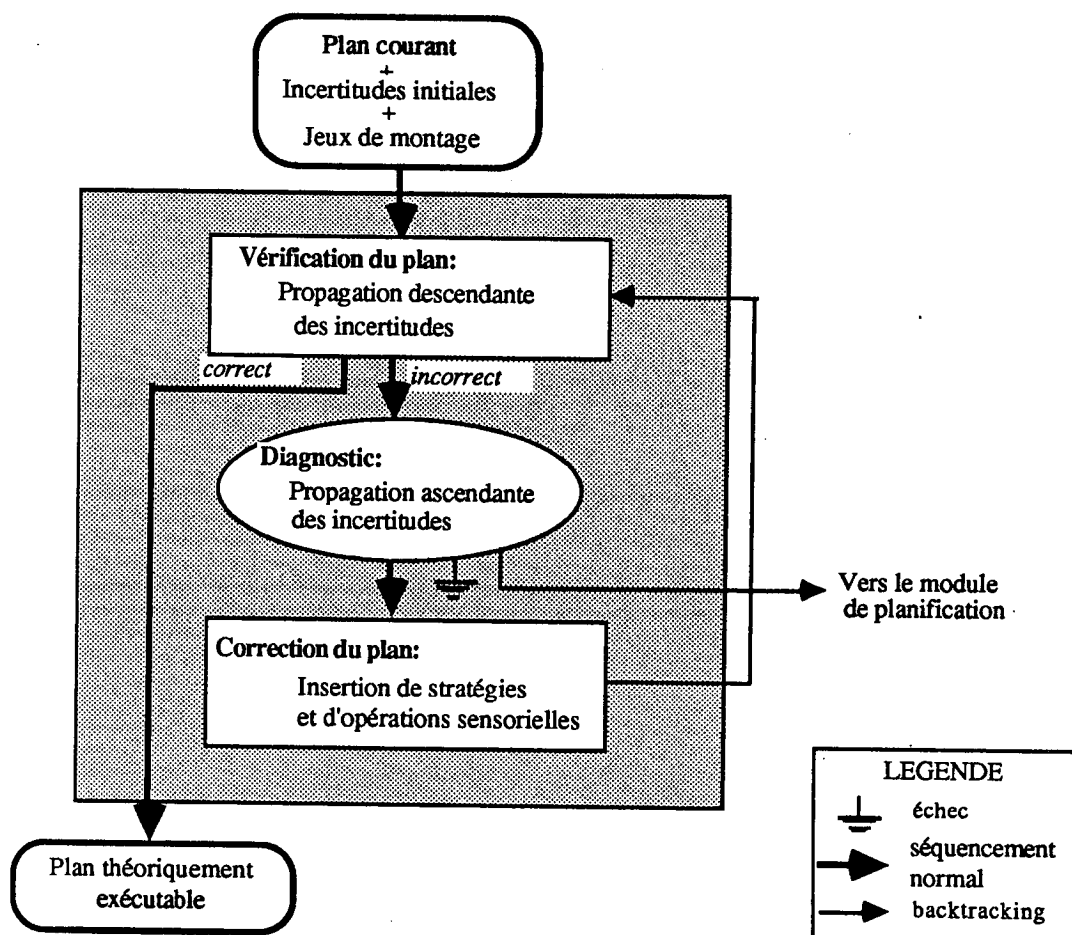 Plan courant
+
Incertitudes initiales
+
Jeux de montage
Vérification du plan:
Propagation descendante
des incertitudes
correct
incorrect
Diagnostic:
Propagation ascendante
des incertitudes
Vers le module
de planification
Correction du plan:
Insertion de stratégies
et d'opérations sensorielles
Plan théoriquement
exécutable
LEGENDE
échec
séquencement
normal
backtracking